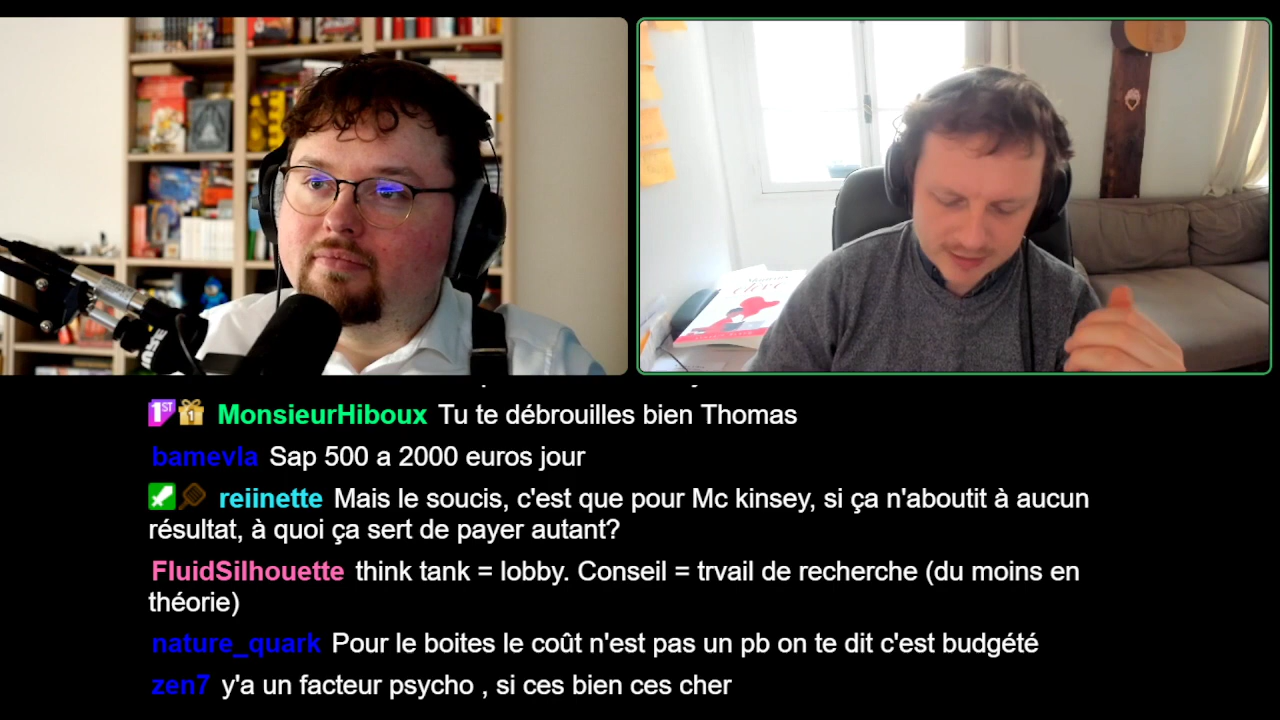 élève
1ST 1 MonsieurHiboux Tu te débrouilles bien Thomas
bamevla Sap 500 a 2000 euros jour
reiinette Mais le soucis, c'est que pour Mc kinsey, si ça n'aboutit à aucun
résultat, à quoi ça sert de payer autant?
FluidSilhouette think tank = lobby. Conseil = trvail de recherche (du moins en
théorie)
nature_quark Pour le boites le coût n'est pas un pb on te dit c'est budgété
zen7 y'a un facteur psycho , si ces bien ces cher